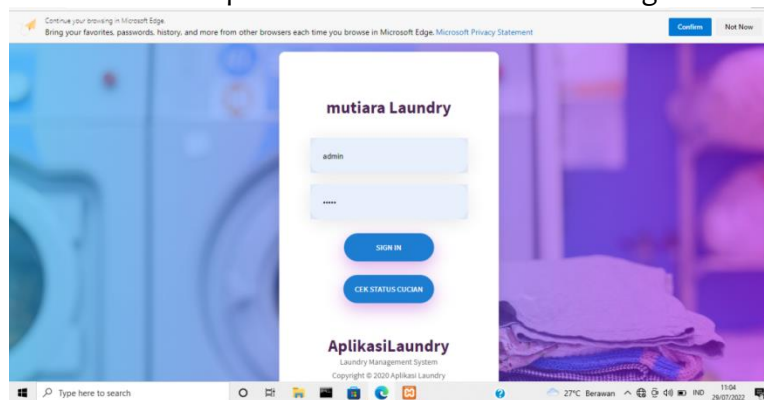 Continue your browsing in Microsoft Edge
Bring your favorites, passwords, history, and more from other browsers each time you browse in Microsoft Edge. Microsoft Privacy Statement
Confirm
Not Now
mutiara Laundry
admin
•••••
SIGN IN
CEK STATUS CUCIAN
AplikasiLaundry
Laundry Management System
Copyright © 2020 Aplikasi Laundry
Type here to search
27°C Berawan
IND
11:04
29/07/2022